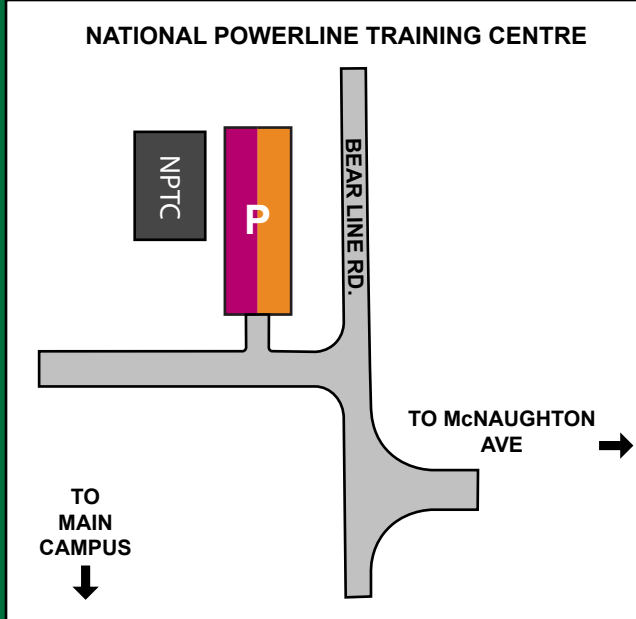 NATIONAL POWERLINE TRAINING CENTRE
NPTC
P
BEAR LINE RD.
TO McNAUGHTON
AVE
TO
MAIN
CAMPUS